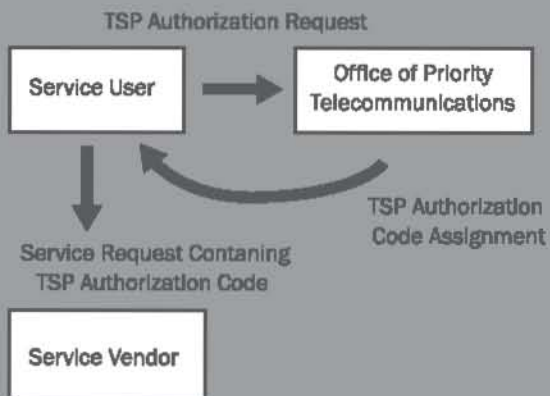 TSP Authorization Request
Service User
Office of Priority
Telecommunications
TSP Authorization
Code Assignment
Service Request Contaning
TSP Authorization Code
Service Vendor